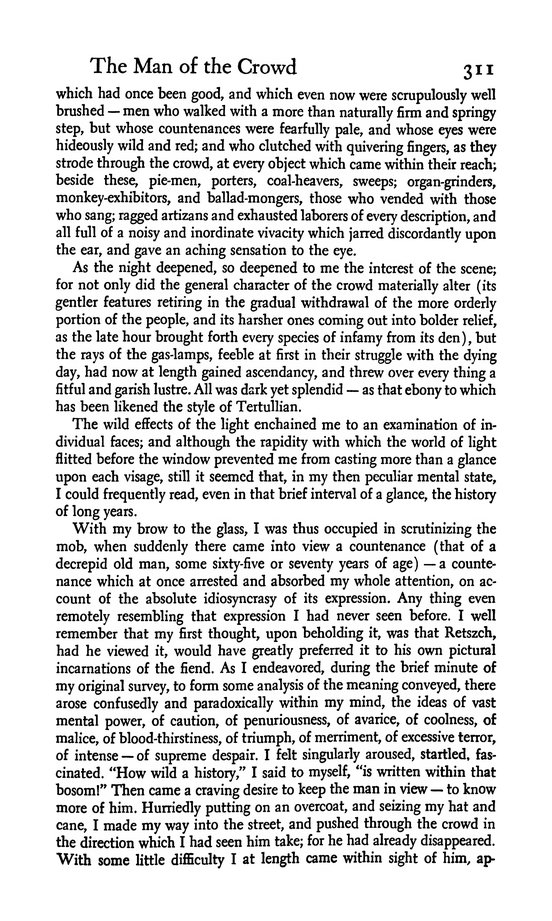 The Man of the Crowd 311
which had once been good, and which even now were scrupulously well
brushed — men who walked with a more than naturally firm and springy
step, but whose countenances were fearfully pale, and whose eyes were
hideously wild and red; and who clutched with quivering fingers, as they
strode through the crowd, at every object which came within their reach;
beside these, pie-men, porters, coal-heavers, sweeps; organ-grinders,
monkey-exhibitors, and ballad-mongers, those who vended with those
who sang; ragged artizans and exhausted laborers of every description, and
all full of a noisy and inordinate vivacity which jarred discordantly upon
the ear, and gave an aching sensation to the eye.
As the night deepened, so deepened to me the interest of the scene;
for not only did the general character of the crowd materially alter (its
gentler features retiring in the gradual withdrawal of the more orderly
portion of the people, and its harsher ones coming out into bolder relief,
as the late hour brought forth every species of infamy from its den), but
the rays of the gas-lamps, feeble at first in their struggle with the dying
day, had now at length gained ascendancy, and threw over every thing a
fitful and garish lustre. All was dark yet splendid — as that ebony to which
has been likened the style of Tertullian.
The wild effects of the light enchained me to an examination of in-
dividual faces; and although the rapidity with which the world of light
flitted before the window prevented me from casting more than a glance
upon each visage, still it seemed that, in my then peculiar mental state,
I could frequently read, even in that brief interval of a glance, the history
of long years.
With my brow to the glass, I was thus occupied in scrutinizing the
mob, when suddenly there came into view a countenance (that of a
decrepid old man, some sixty-five or seventy years of age) — a counte-
nance which at once arrested and absorbed my whole attention, on ac-
count of the absolute idiosyncrasy of its expression. Any thing even
remotely resembling that expression I had never seen before. I well
remember that my first thought, upon beholding it, was that Retszch,
had he viewed it, would have greatly preferred it to his own pictural
incarnations of the fiend. As I endeavored, during the brief minute of
my original survey, to form some analysis of the meaning conveyed, there
arose confusedly and paradoxically within my mind, the ideas of vast
mental power, of caution, of penuriousness, of avarice, of coolness, of
malice, of blood-thirstiness, of triumph, of merriment, of excessive terror,
of intense — of supreme despair. I felt singularly aroused, startled, fas-
cinated. "How wild a history," I said to myself, "is written within that
bosom!" Then came a craving desire to keep the man in view — to know
more of him. Hurriedly putting on an overcoat, and seizing my hat and
cane, I made my way into the street, and pushed through the crowd in
the direction which I had seen him take; for he had already disappeared.
With some little difficulty I at length came within sight of him, ap-